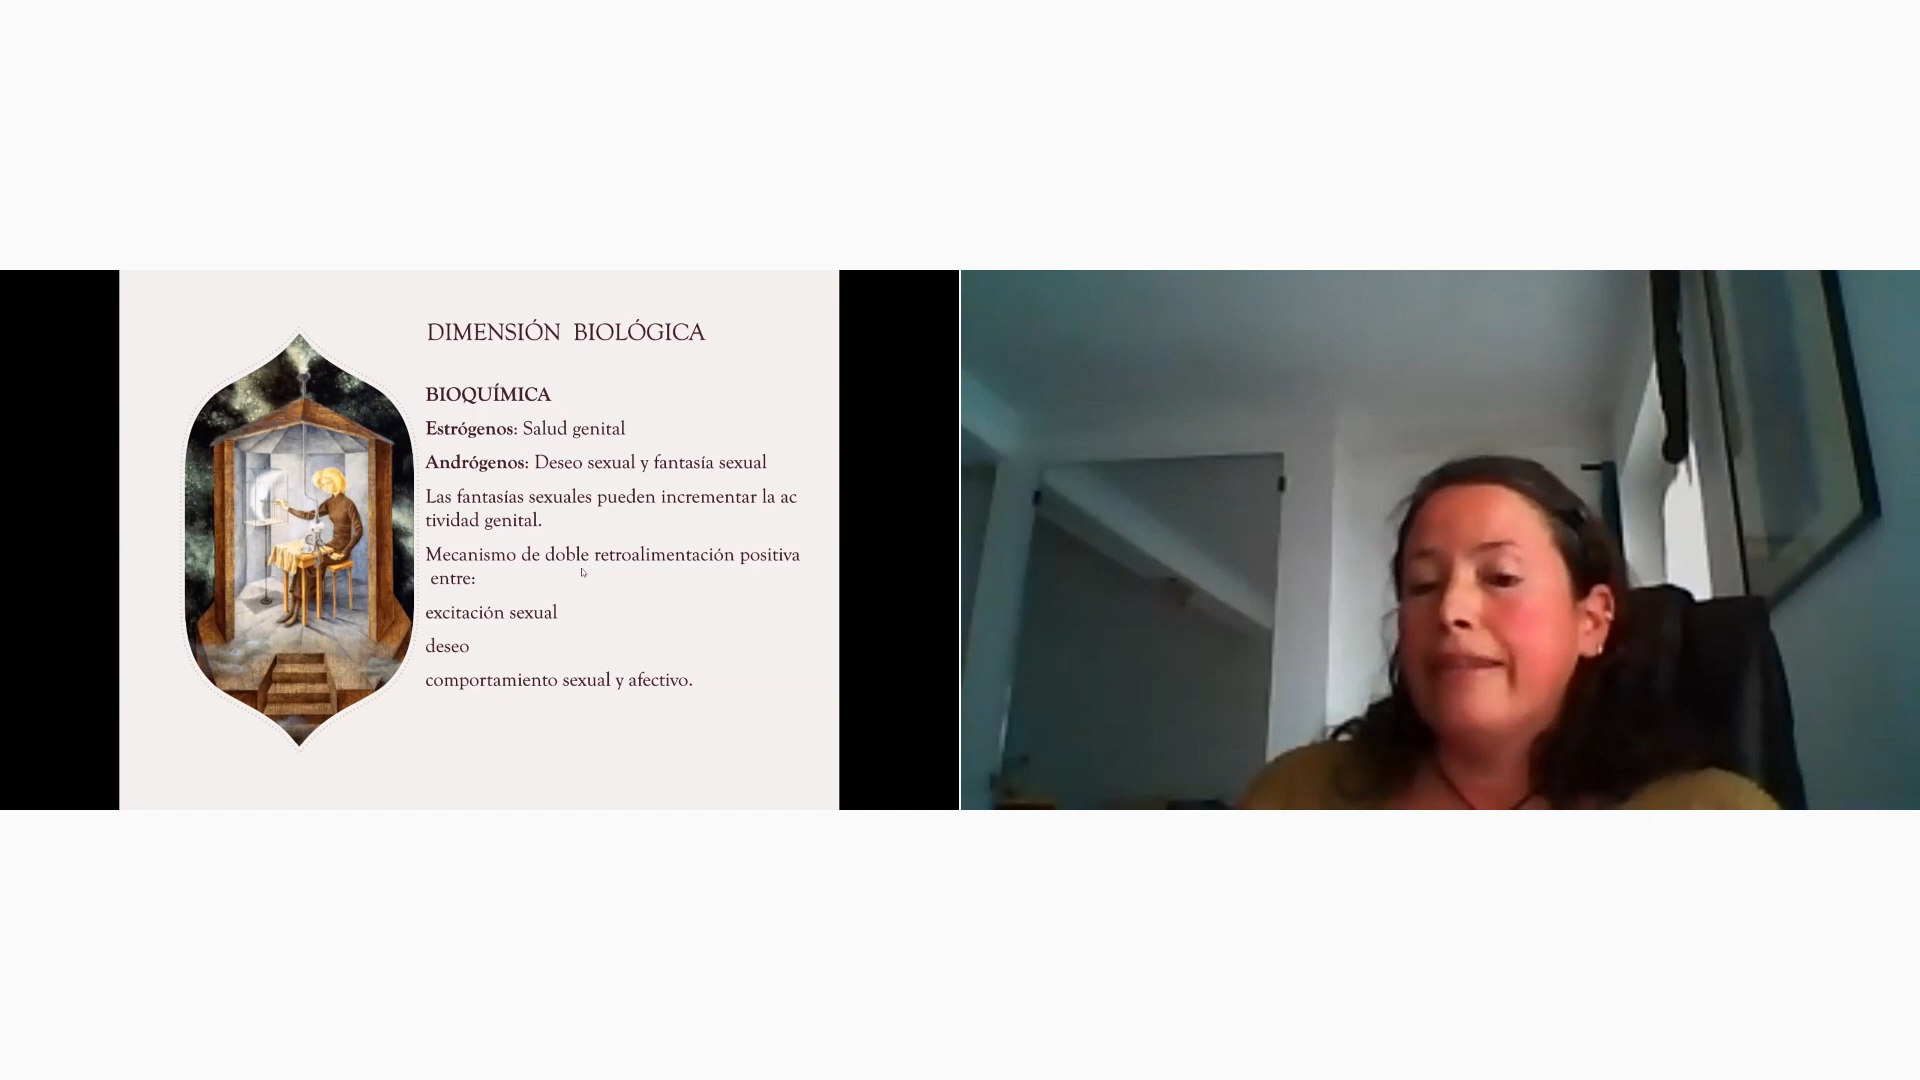 DIMENSIÓN BIOLÓGICA
BIOQUÍMICA
Estrógenos: Salud genital
Andrógenos: Deseo sexual y fantasía sexual
Las fantasías sexuales pueden incrementar la ac
tividad genital.
Mecanismo de doble retroalimentación positiva
entre:
excitación sexual
deseo
comportamiento sexual y afectivo.